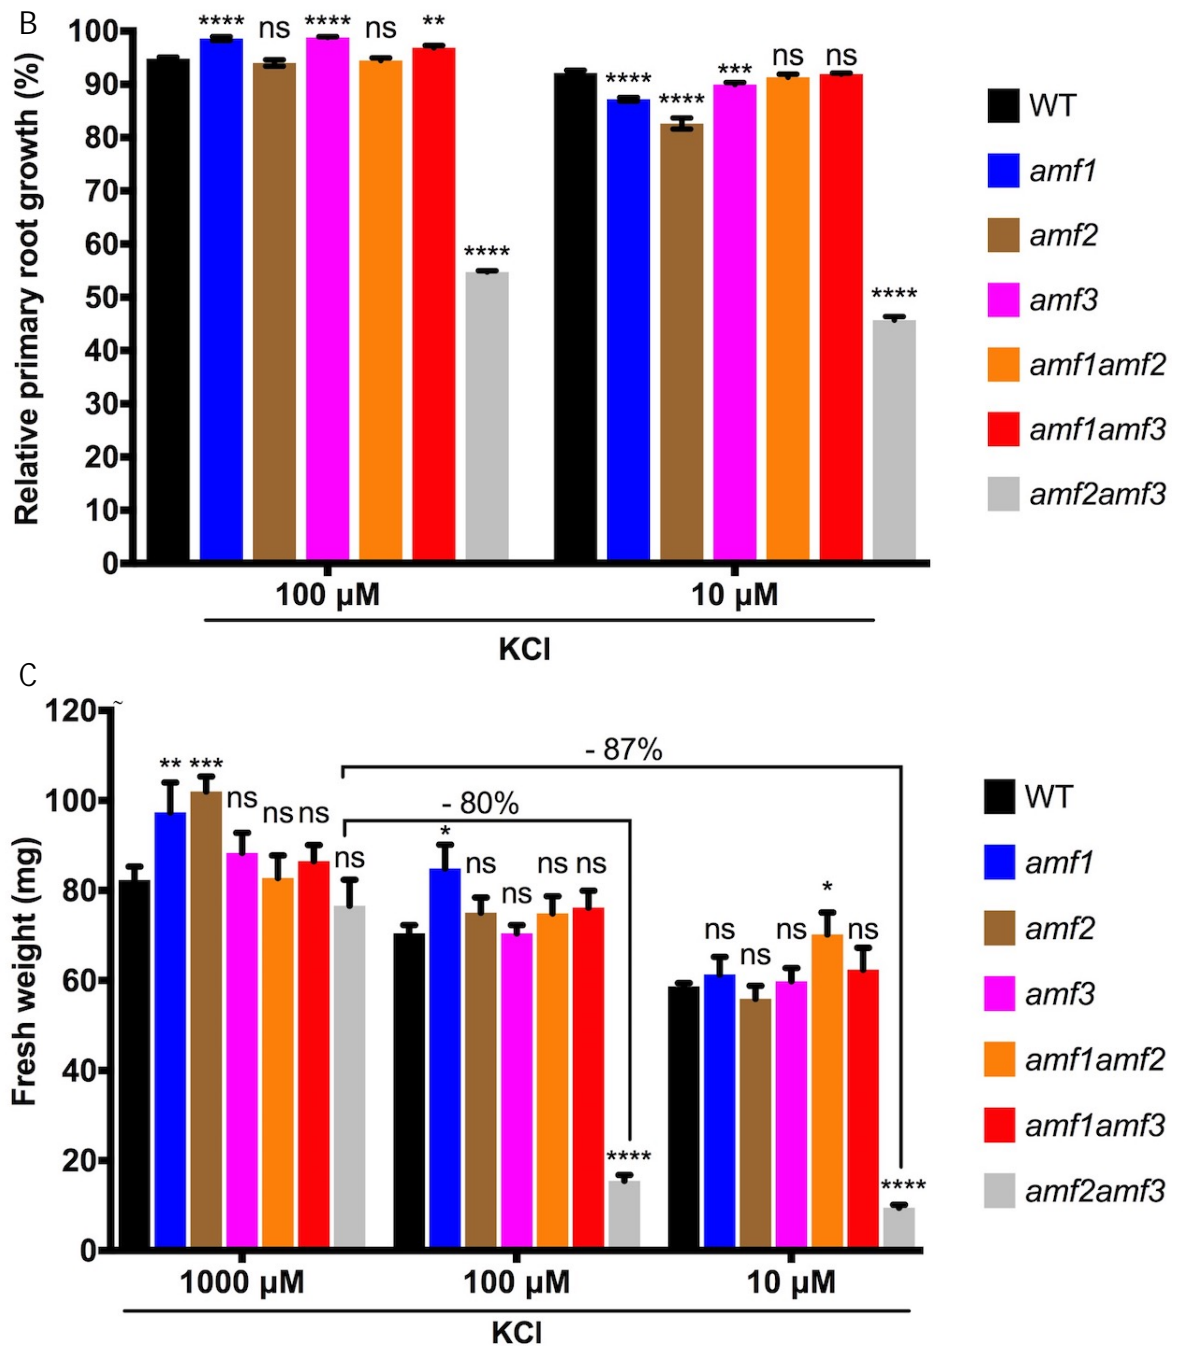 B
Relative primary root growth (%)
100
90
80
70
60
50
40
30
20
10
0
**** ns **** ns ** ****
**** **** *** ns ns ****
100 µM 10 µM
KCl
WT
amf1
amf2
amf3
amf1amf2
amf1amf3
amf2amf3
C
Fresh weight (mg)
120~
100
80
60
40
20
0
- 87%
- 80%
** *** ns ns ns ns
* ns ns ns ns ****
ns ns ns * ns ****
1000 µM 100 µM 10 µM
KCl
WT
amf1
amf2
amf3
amf1amf2
amf1amf3
amf2amf3